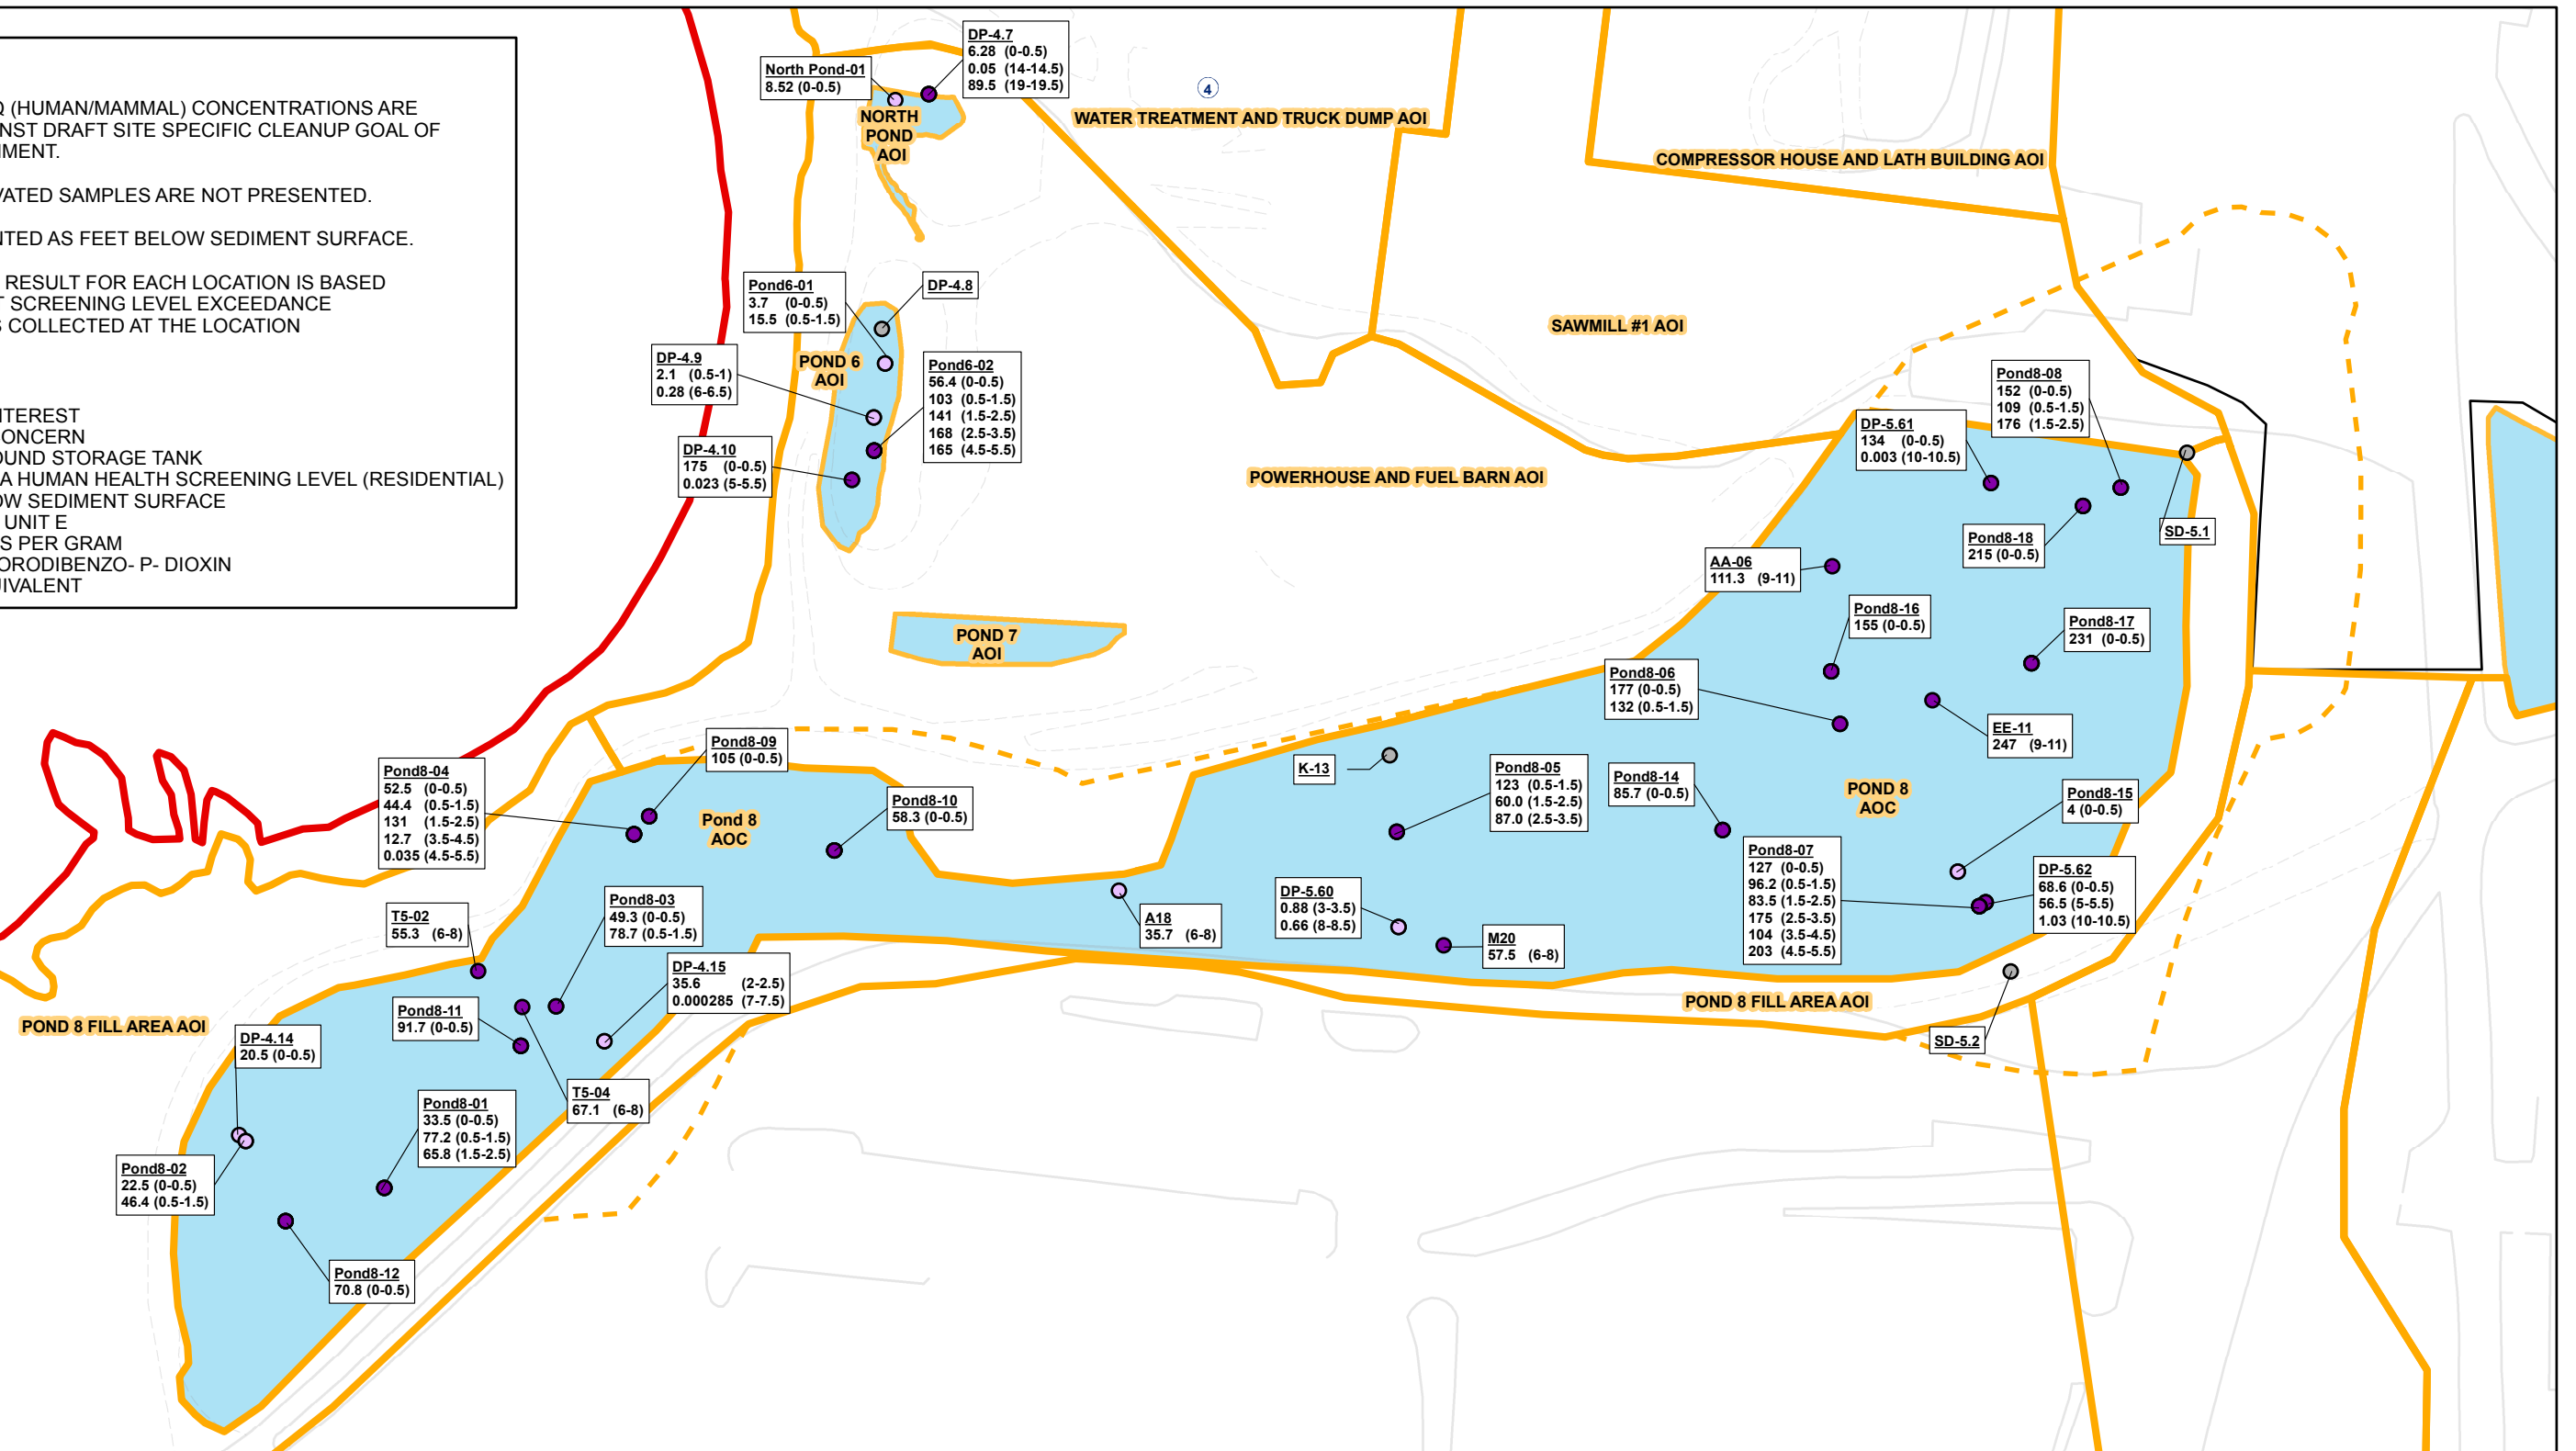 Q (HUMAN/MAMMAL) CONCENTRATIONS ARE
NST DRAFT SITE SPECIFIC CLEANUP GOAL OF
MENT.
VATED SAMPLES ARE NOT PRESENTED.
NTED AS FEET BELOW SEDIMENT SURFACE.
RESULT FOR EACH LOCATION IS BASED
T SCREENING LEVEL EXCEEDANCE
S COLLECTED AT THE LOCATION
NTEREST
ONCERN
OUND STORAGE TANK
A HUMAN HEALTH SCREENING LEVEL (RESIDENTIAL)
OW SEDIMENT SURFACE
UNIT E
S PER GRAM
ORODIBENZO- P- DIOXIN
UIVALENT
North Pond-01
8.52 (0-0.5)
DP-4.7
6.28 (0-0.5)
0.05 (14-14.5)
89.5 (19-19.5)
NORTH
POND
AOI
4
WATER TREATMENT AND TRUCK DUMP AOI
COMPRESSOR HOUSE AND LATH BUILDING AOI
Pond6-01
3.7 (0-0.5)
15.5 (0.5-1.5)
DP-4.8
SAWMILL #1 AOI
DP-4.9
2.1 (0.5-1)
0.28 (6-6.5)
POND 6
AOI
Pond6-02
56.4 (0-0.5)
103 (0.5-1.5)
141 (1.5-2.5)
168 (2.5-3.5)
165 (4.5-5.5)
DP-4.10
175 (0-0.5)
0.023 (5-5.5)
POWERHOUSE AND FUEL BARN AOI
DP-5.61
134 (0-0.5)
0.003 (10-10.5)
Pond8-08
152 (0-0.5)
109 (0.5-1.5)
176 (1.5-2.5)
Pond8-18
215 (0-0.5)
SD-5.1
AA-06
111.3 (9-11)
POND 7
AOI
Pond8-16
155 (0-0.5)
Pond8-17
231 (0-0.5)
Pond8-06
177 (0-0.5)
132 (0.5-1.5)
EE-11
247 (9-11)
Pond8-09
105 (0-0.5)
Pond8-04
52.5 (0-0.5)
44.4 (0.5-1.5)
131 (1.5-2.5)
12.7 (3.5-4.5)
0.035 (4.5-5.5)
Pond 8
AOC
Pond8-10
58.3 (0-0.5)
K-13
Pond8-05
123 (0.5-1.5)
60.0 (1.5-2.5)
87.0 (2.5-3.5)
Pond8-14
85.7 (0-0.5)
POND 8
AOC
Pond8-15
4 (0-0.5)
Pond8-07
127 (0-0.5)
96.2 (0.5-1.5)
83.5 (1.5-2.5)
175 (2.5-3.5)
104 (3.5-4.5)
203 (4.5-5.5)
DP-5.62
68.6 (0-0.5)
56.5 (5-5.5)
1.03 (10-10.5)
T5-02
55.3 (6-8)
Pond8-03
49.3 (0-0.5)
78.7 (0.5-1.5)
A18
35.7 (6-8)
DP-5.60
0.88 (3-3.5)
0.66 (8-8.5)
M20
57.5 (6-8)
DP-4.15
35.6 (2-2.5)
0.000285 (7-7.5)
POND 8 FILL AREA AOI
Pond8-11
91.7 (0-0.5)
POND 8 FILL AREA AOI
DP-4.14
20.5 (0-0.5)
SD-5.2
T5-04
67.1 (6-8)
Pond8-01
33.5 (0-0.5)
77.2 (0.5-1.5)
65.8 (1.5-2.5)
Pond8-02
22.5 (0-0.5)
46.4 (0.5-1.5)
Pond8-12
70.8 (0-0.5)